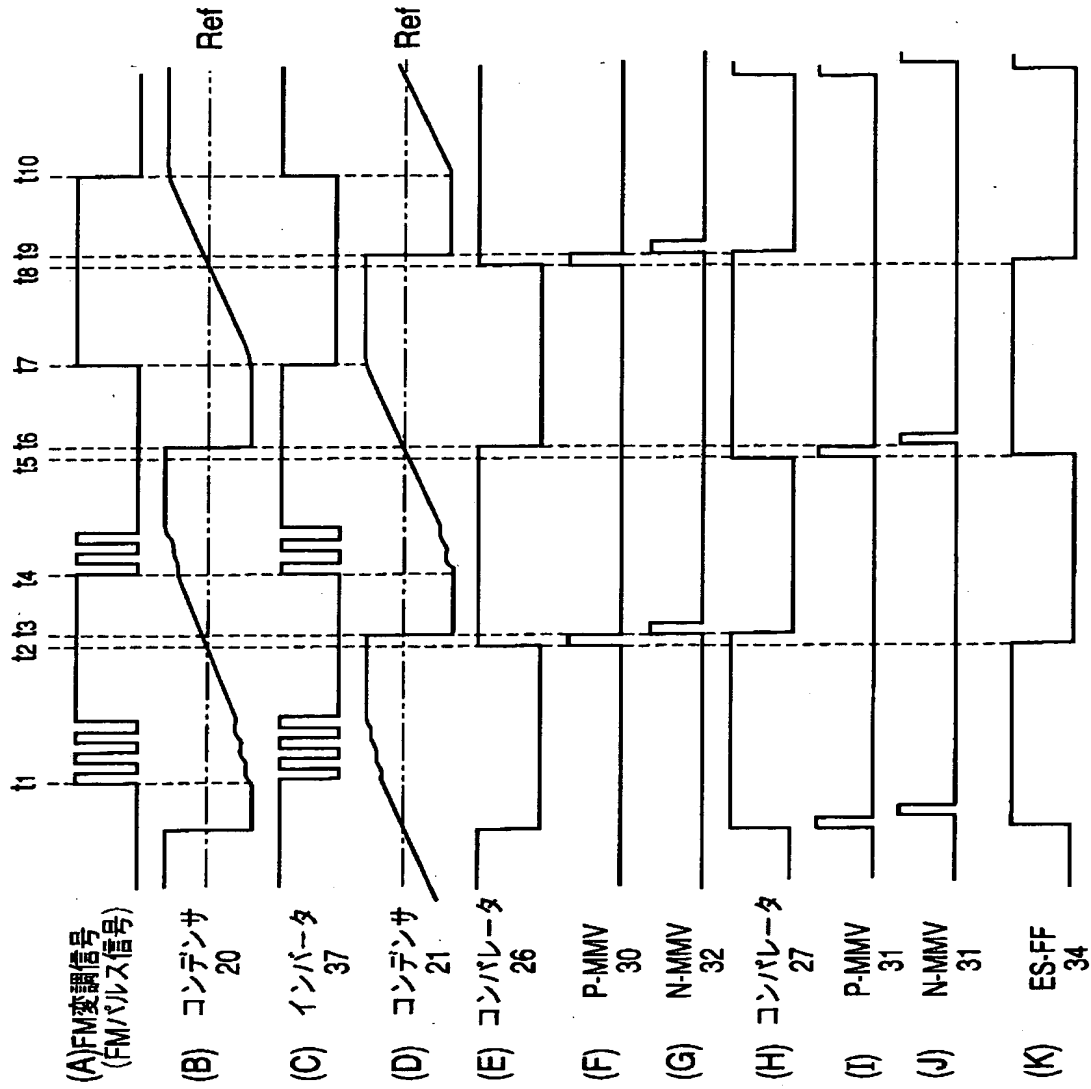 t1 t2 t3 t4 t5 t6 t7 t8 t9 t10
(A)FM変調信号
(FMパルス信号)
(B) コンデンサ
20
Ref
(C) インバータ
37
(D) コンデンサ
21
Ref
(E) コンパレータ
26
(F) P-MMV
30
(G) N-MMV
32
(H) コンパレータ
27
(I) P-MMV
31
(J) N-MMV
31
(K) ES-FF
34